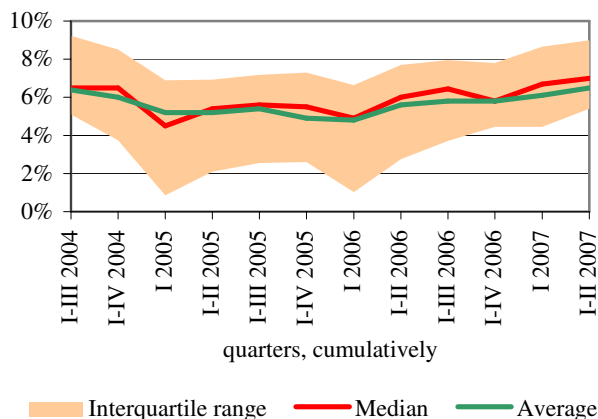 10%
8%
6%
4%
2%
0%
I-III 2004
I-IV 2004
I 2005
I-II 2005
I-III 2005
I-IV 2005
I 2006
I-II 2006
I-III 2006
I-IV 2006
I 2007
I-II 2007
quarters, cumulatively
Interquartile range Median Average